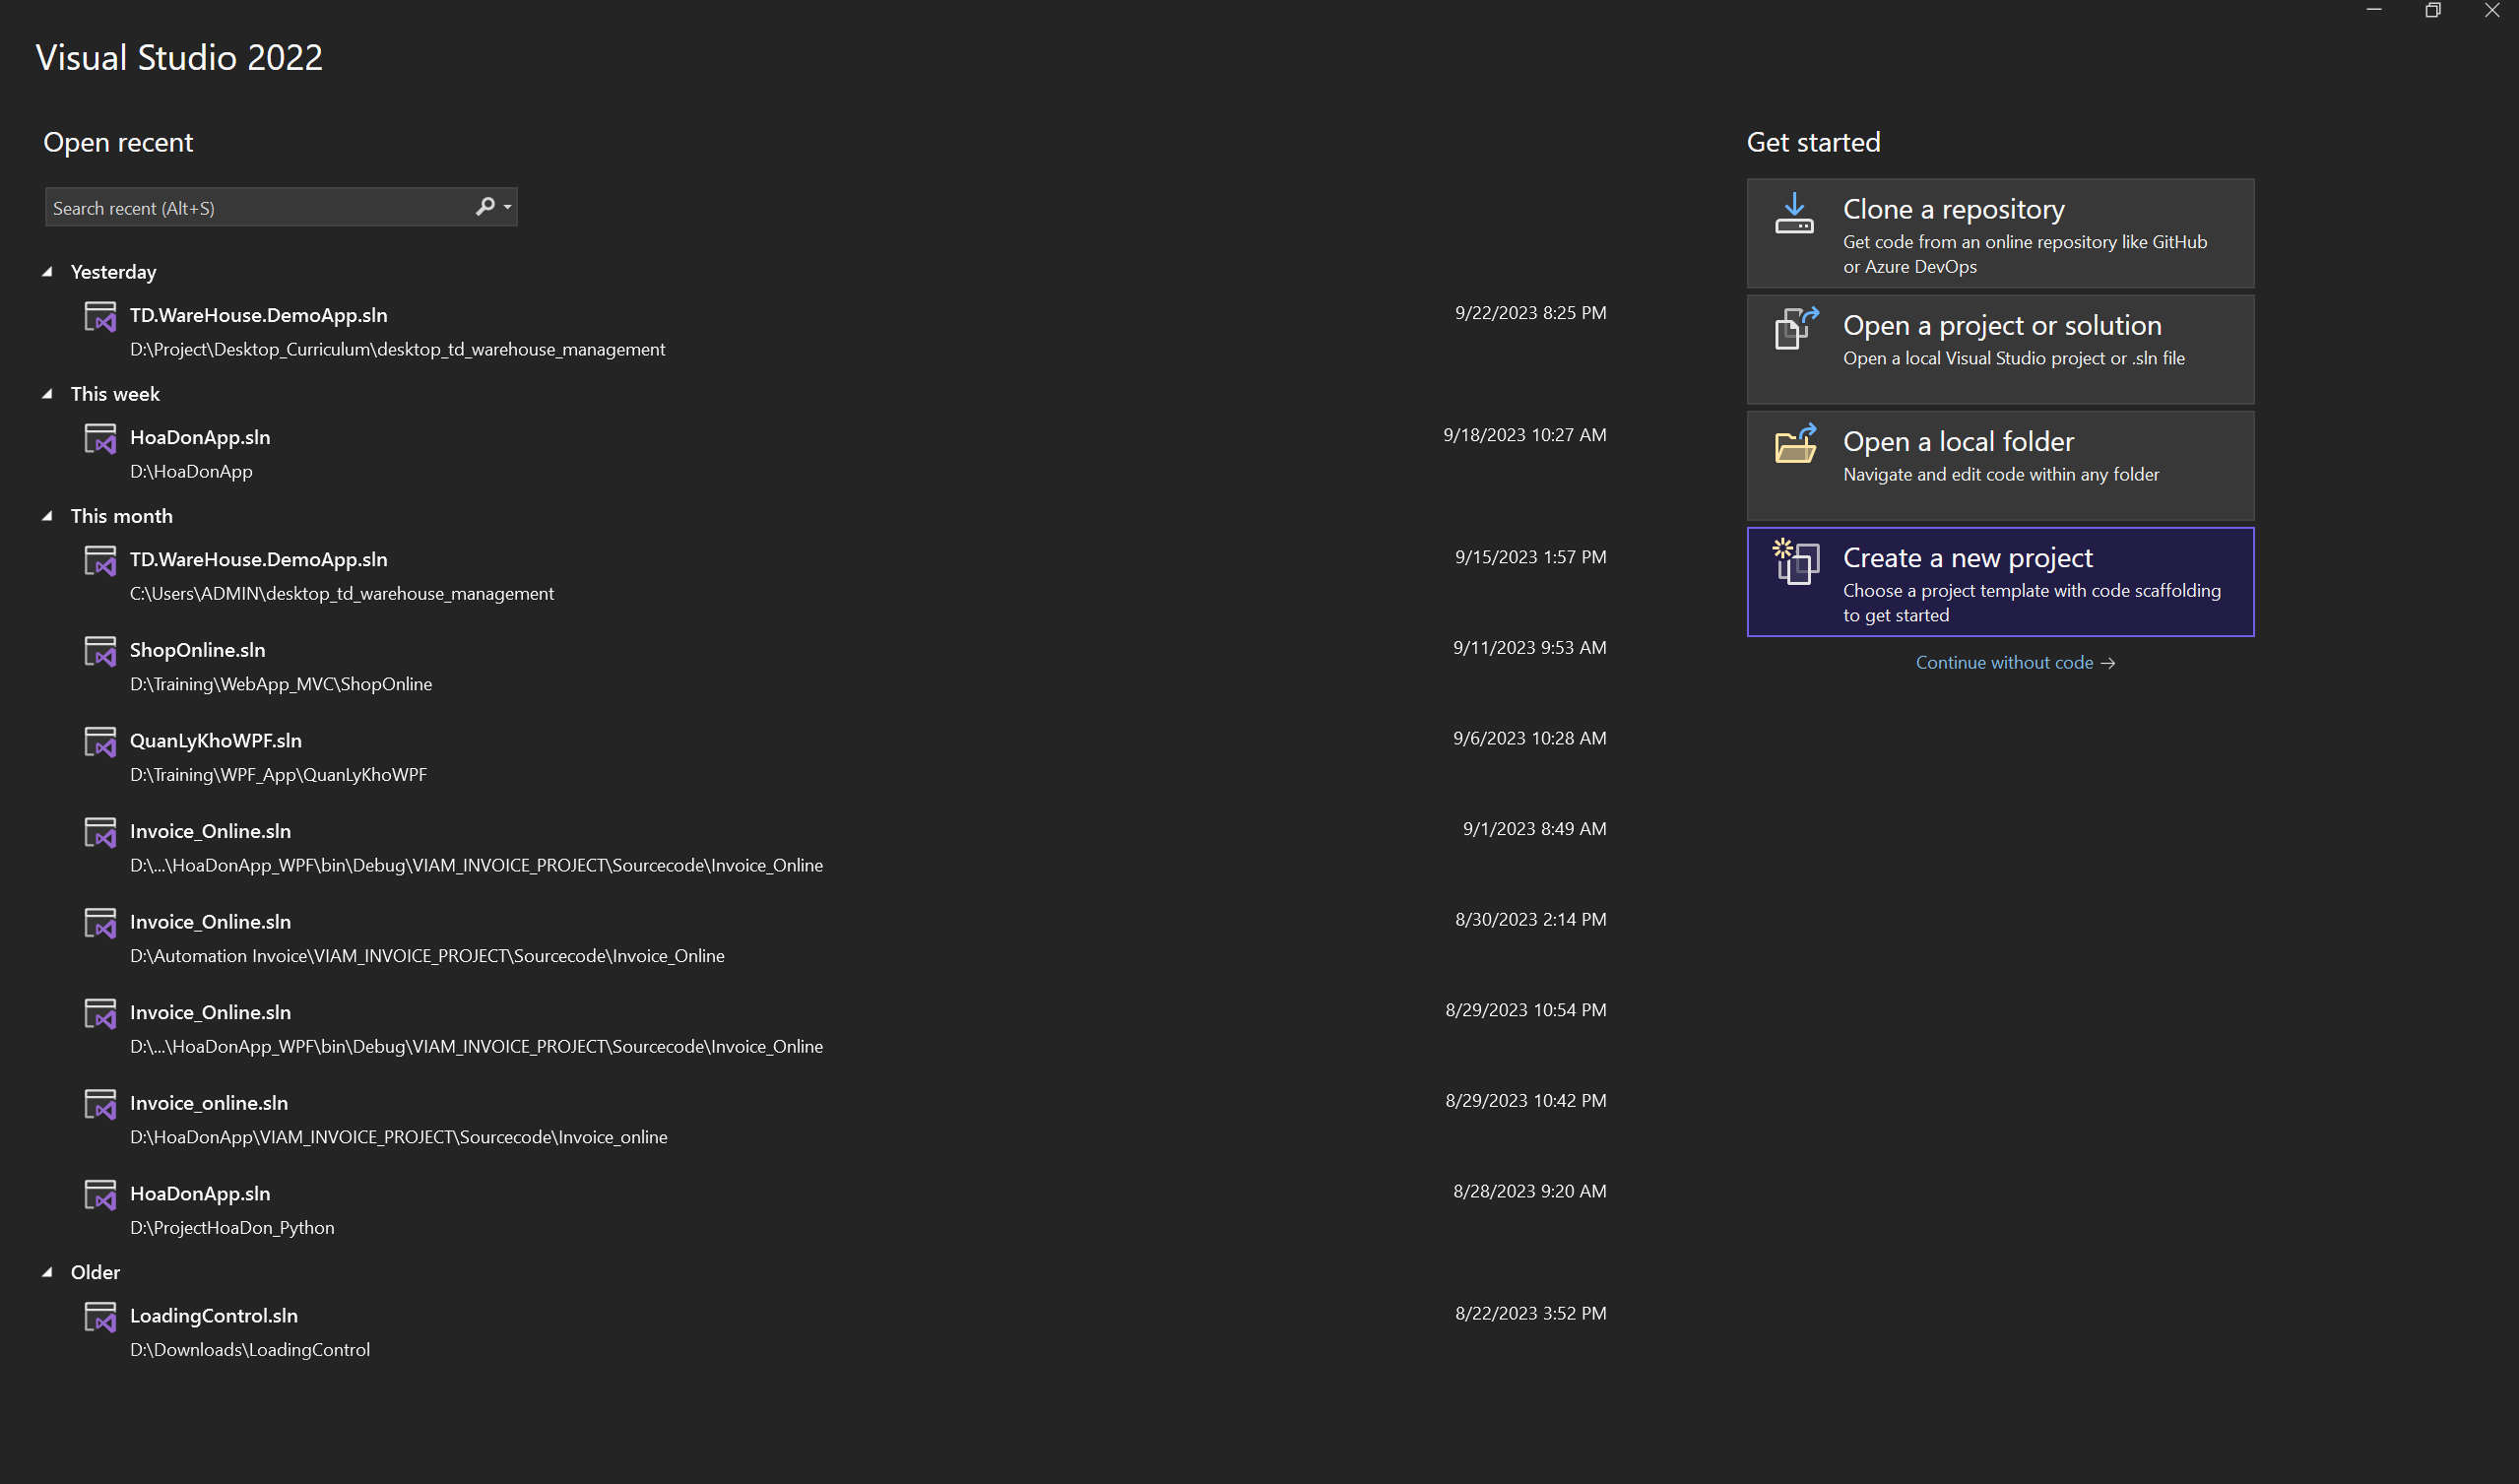 Visual Studio 2022
Open recent
Search recent (Alt+S)
Yesterday
TD.WareHouse.DemoApp.sln
9/22/2023 8:25 PM
D:\Project\Desktop_Curriculum\desktop_td_warehouse_management
This week
HoaDonApp.sln
9/18/2023 10:27 AM
D:\HoaDonApp
This month
TD.WareHouse.DemoApp.sln
9/15/2023 1:57 PM
C:\Users\ADMIN\desktop_td_warehouse_management
ShopOnline.sln
9/11/2023 9:53 AM
D:\Training\WebApp_MVC\ShopOnline
QuanLyKhoWPF.sln
9/6/2023 10:28 AM
D:\Training\WPF_App\QuanLyKhoWPF
Invoice_Online.sln
9/1/2023 8:49 AM
D:\...\HoaDonApp_WPF\bin\Debug\VIAM_INVOICE_PROJECT\Sourcecode\Invoice_Online
Invoice_Online.sln
8/30/2023 2:14 PM
D:\Automation Invoice\VIAM_INVOICE_PROJECT\Sourcecode\Invoice_Online
Invoice_Online.sln
8/29/2023 10:54 PM
D:\...\HoaDonApp_WPF\bin\Debug\VIAM_INVOICE_PROJECT\Sourcecode\Invoice_Online
Invoice_online.sln
8/29/2023 10:42 PM
D:\HoaDonApp\VIAM_INVOICE_PROJECT\Sourcecode\Invoice_online
HoaDonApp.sln
8/28/2023 9:20 AM
D:\ProjectHoaDon_Python
Older
LoadingControl.sln
8/22/2023 3:52 PM
D:\Downloads\LoadingControl
Get started
Clone a repository
Get code from an online repository like GitHub
or Azure DevOps
Open a project or solution
Open a local Visual Studio project or .sln file
Open a local folder
Navigate and edit code within any folder
Create a new project
Choose a project template with code scaffolding
to get started
Continue without code →